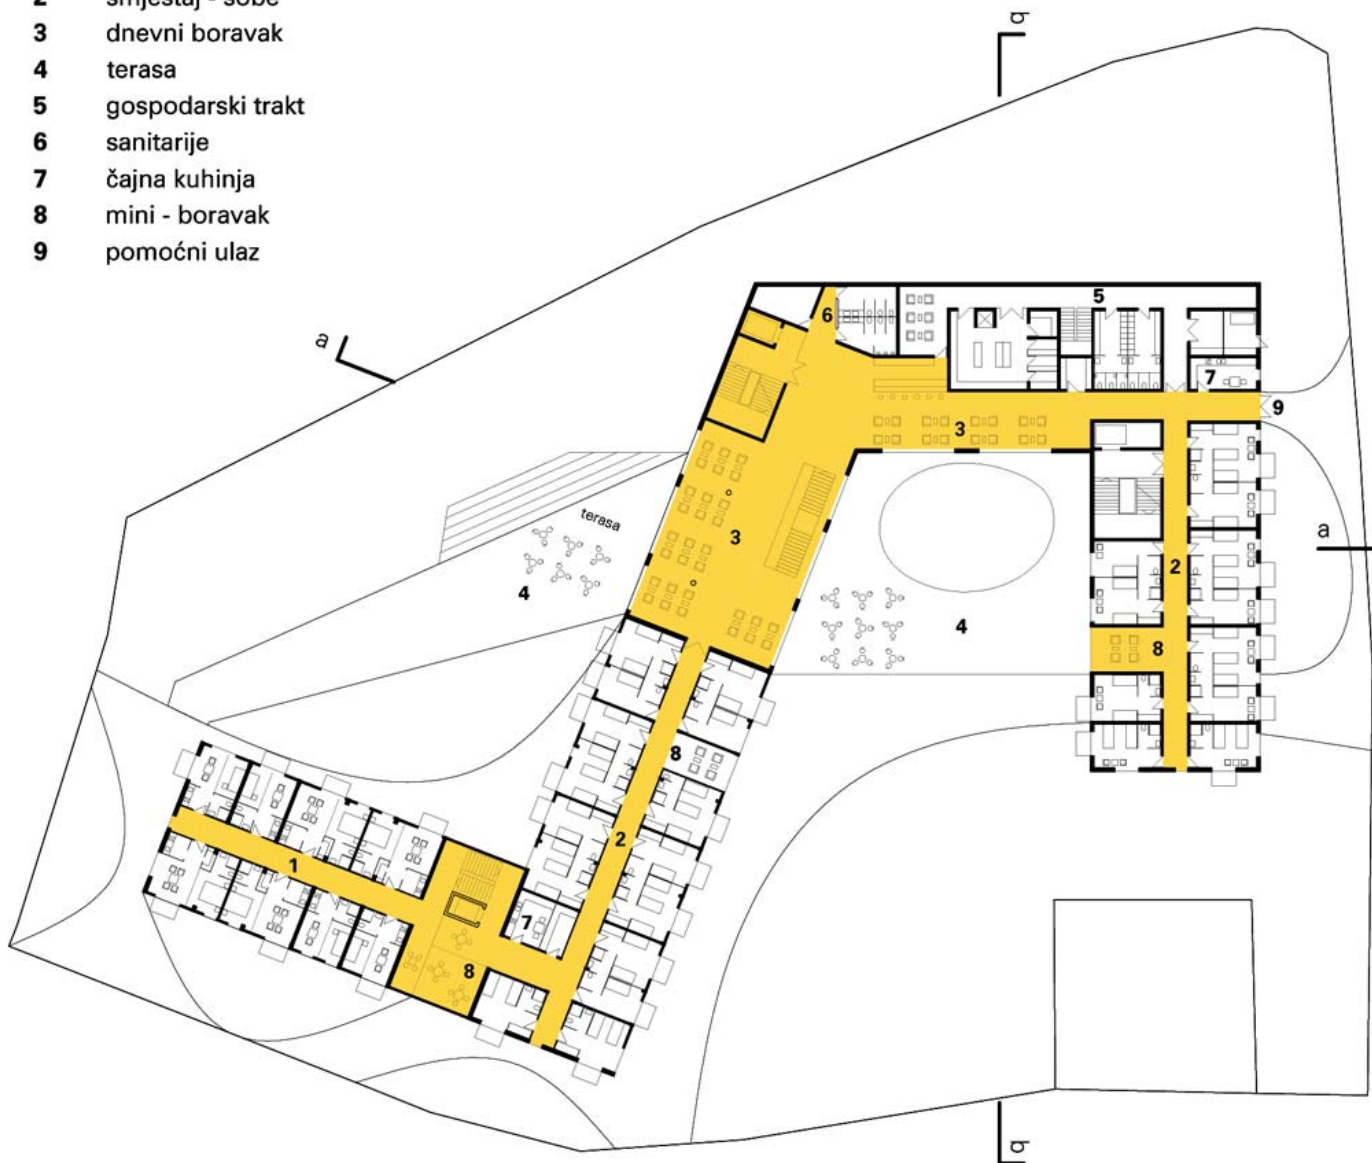 2 smještaj - sobe
3 dnevni boravak
4 terasa
5 gospodarski trakt
6 sanitarije
7 čajna kuhinja
8 mini - boravak
9 pomoćni ulaz
b
a
5
6
7
9
3
terasa
3
a
2
4
4
8
8
2
1
7
8
b